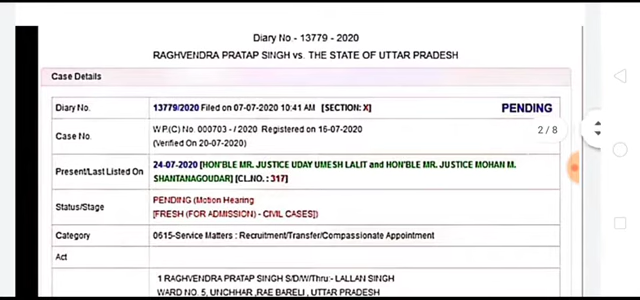 Diary No - 13779 - 2020
RAGHVENDRA PRATAP SINGH vs. THE STATE OF UTTAR PRADESH
Case Details
Diary No. 13779/2020 Filed on 07-07-2020 10:41 AM [SECTION: X] PENDING
2/8
Case No. W.P.(C) No. 000703 - / 2020 Registered on 16-07-2020
(Verified On 20-07-2020)
Present/Last Listed On 24-07-2020 [HON'BLE MR. JUSTICE UDAY UMESH LALIT and HON'BLE MR. JUSTICE MOHAN M.
SHANTANAGOUDAR] [CL.NO. : 317]
Status/Stage PENDING (Motion Hearing
[FRESH (FOR ADMISSION) - CIVIL CASES])
Category 0615-Service Matters : Recruitment/Transfer/Compassionate Appointment
Act
1 RAGHVENDRA PRATAP SINGH S/D/W/Thru:- LALLAN SINGH
WARD NO. 5, UNCHHAR ,RAE BARELI , UTTAR PRADESH